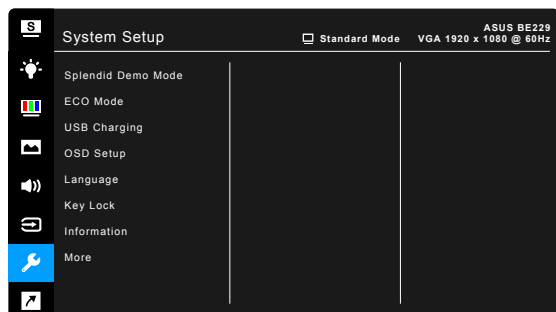 S
System Setup
Standard Mode
ASUS BE229
VGA 1920 x 1080 @ 60Hz
Splendid Demo Mode
ECO Mode
USB Charging
OSD Setup
Language
Key Lock
Information
More